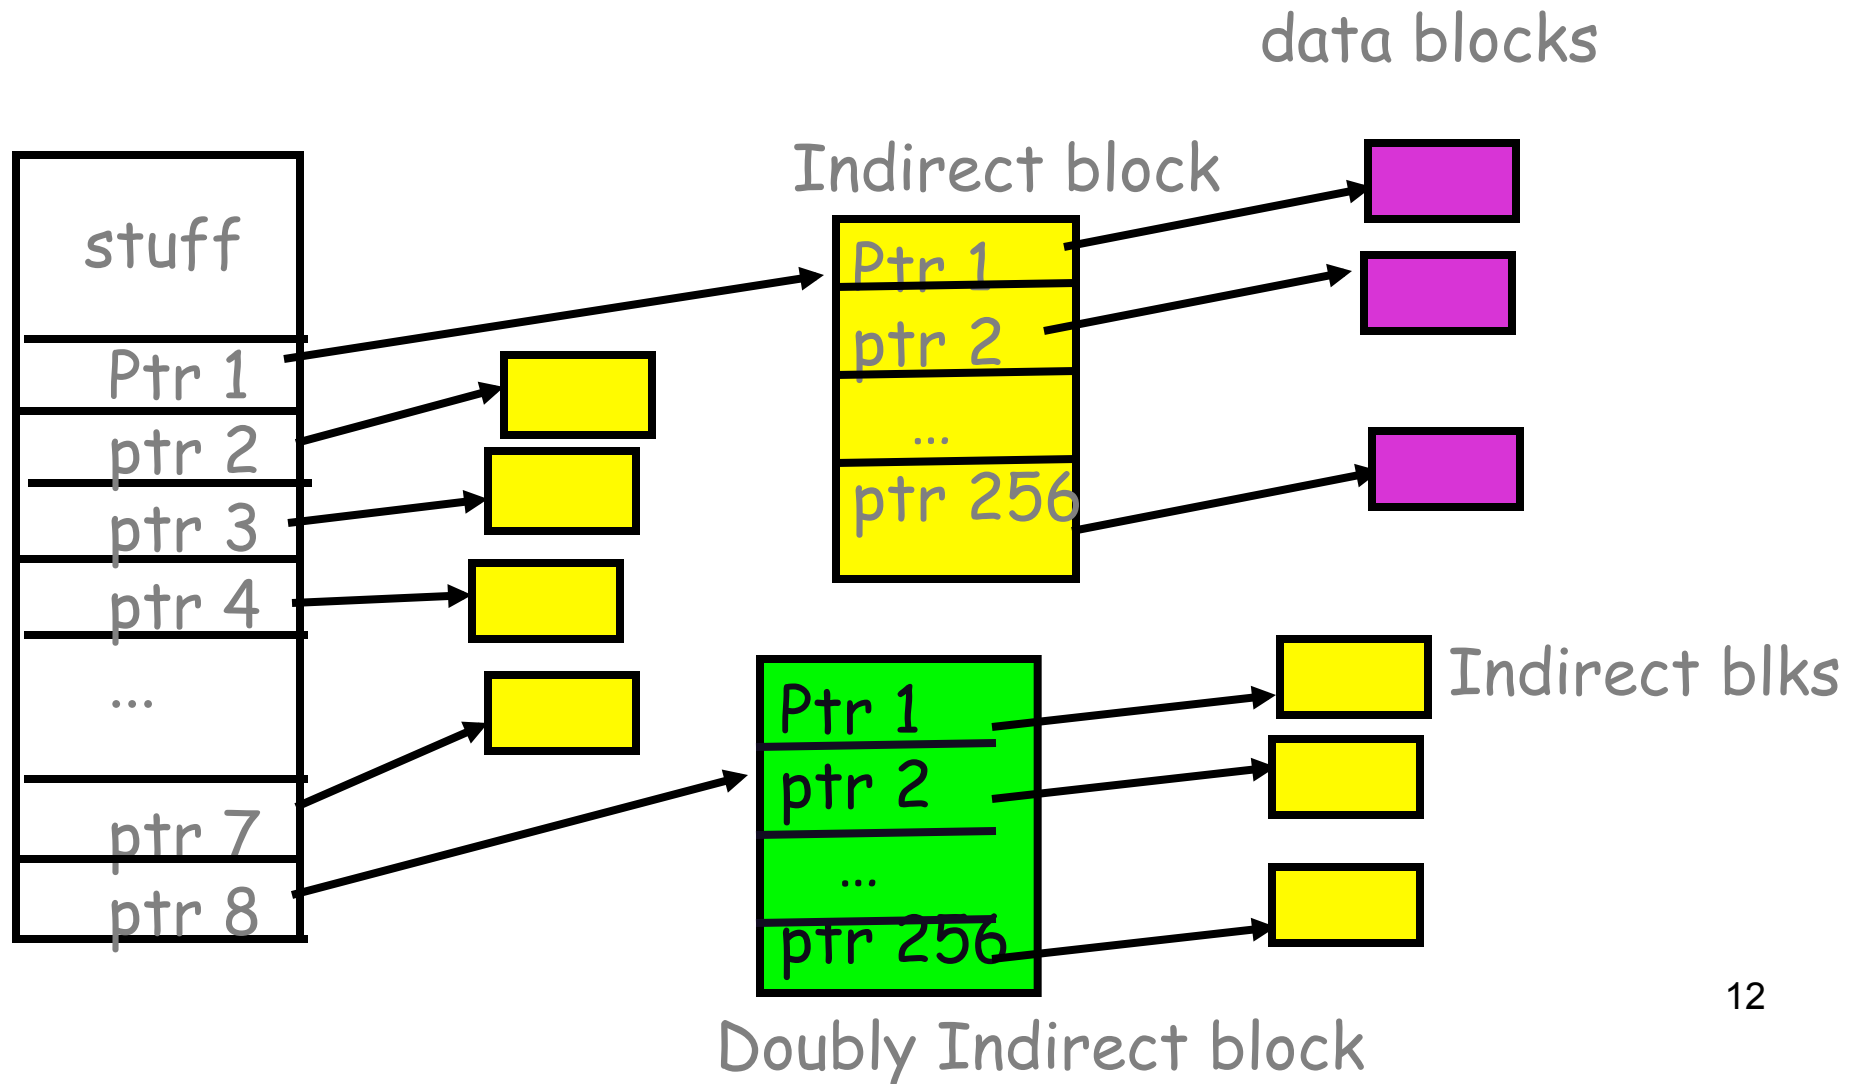 data blocks
Indirect block
stuff
Ptr 1
ptr 2
ptr 3
ptr 4
...
ptr 7
ptr 8
Ptr 1
ptr 2
...
ptr 256
Indirect blks
Ptr 1
ptr 2
...
ptr 256
Doubly Indirect block
12